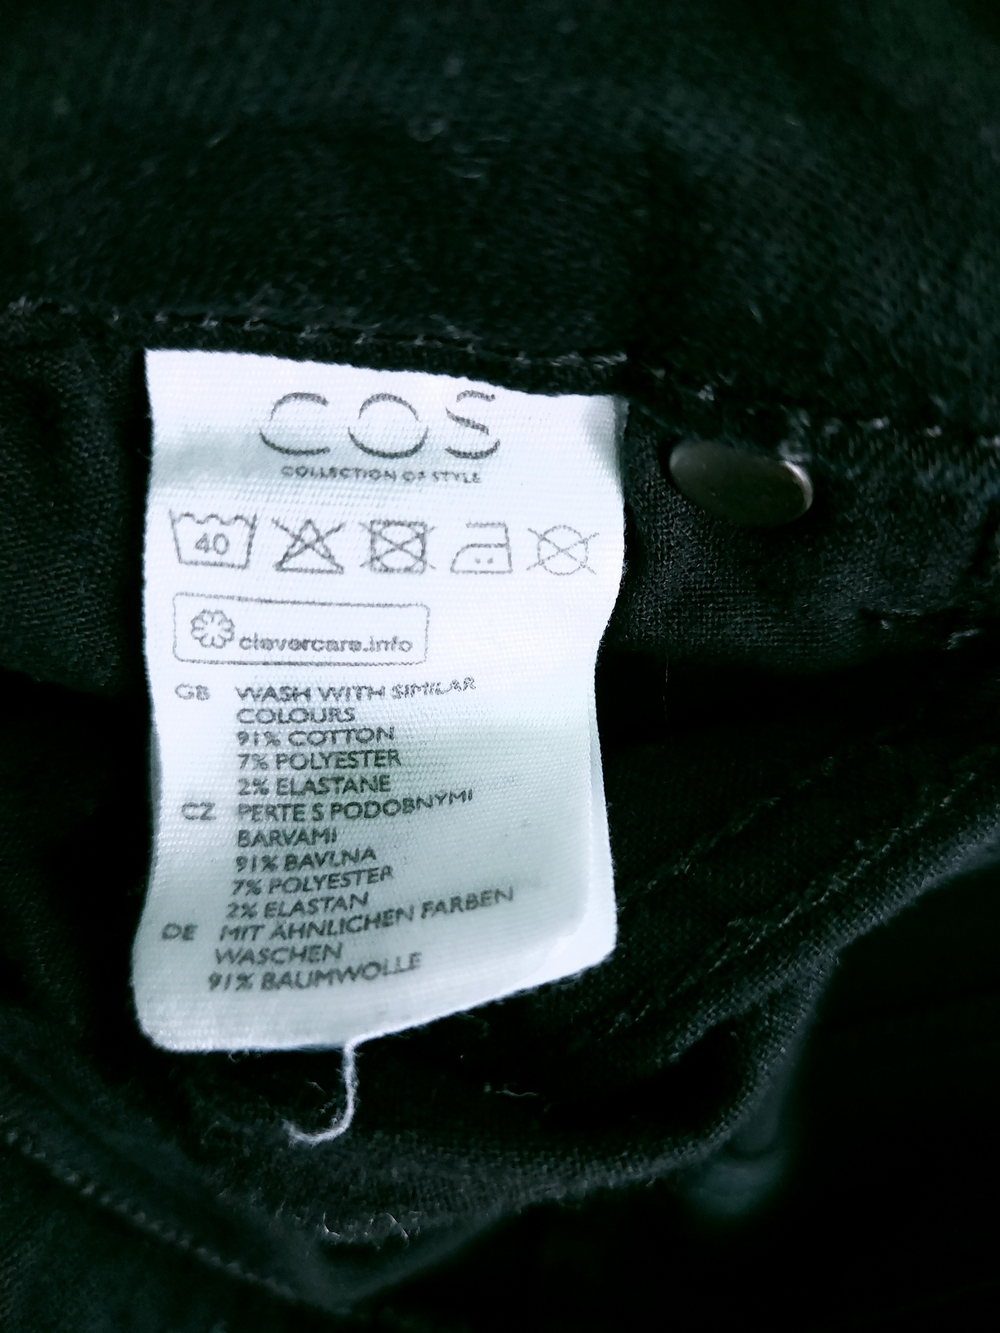 COS
COLLECTION OF STYLE
40
clevercare.info
GB WASH WITH SIMILAR
COLOURS
91% COTTON
7% POLYESTER
2% ELASTANE
CZ PERTE S PODOBNÝMI
BARVAMI
91% BAVLNA
7% POLYESTER
2% ELASTAN
DE MIT ÄHNLICHEN FARBEN
WASCHEN
91% BAUMWOLLE